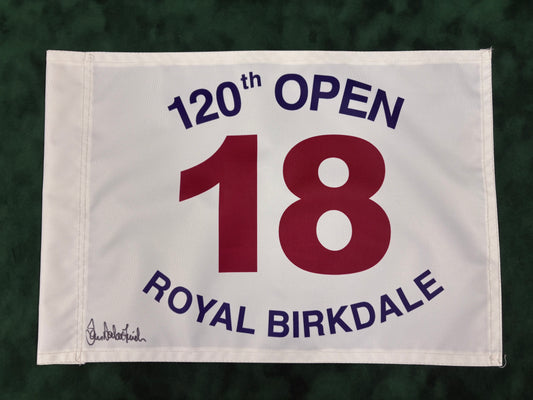 120th OPEN
18
ROYAL BIRKDALE